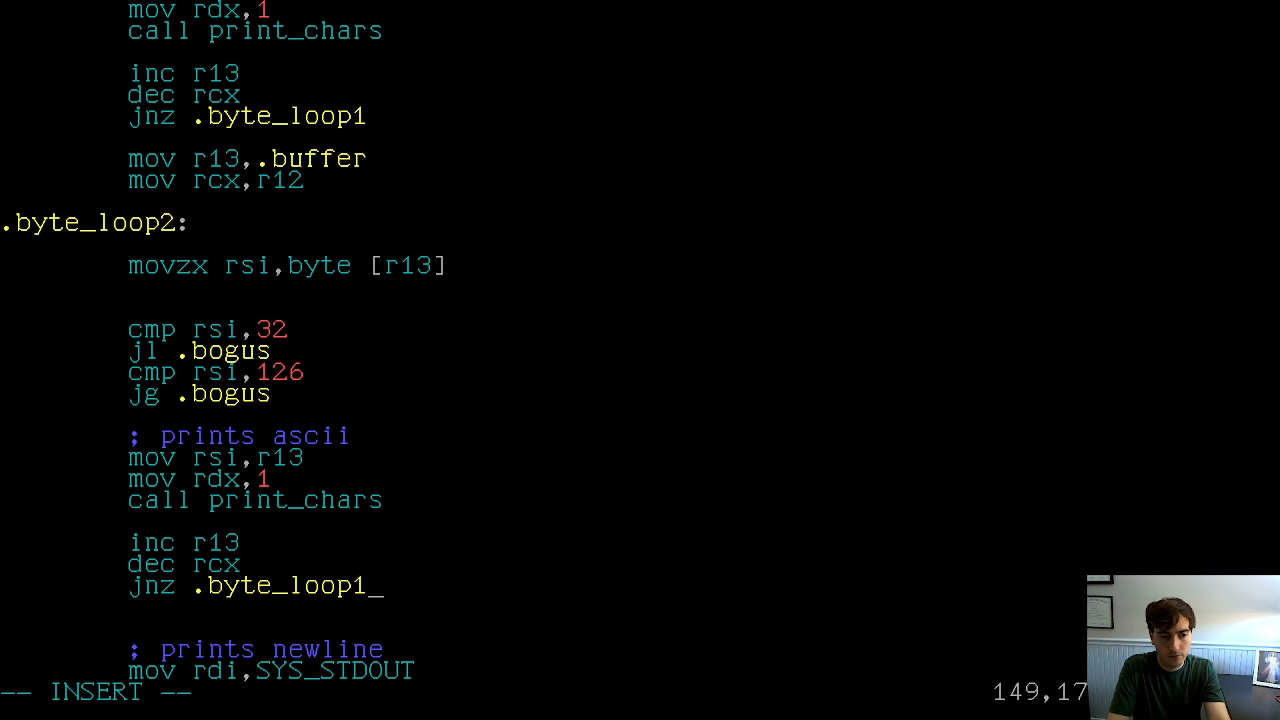 mov rdx,1
call print_chars
inc r13
dec rcx
jnz .byte_loop1
mov r13,.buffer
mov rcx,r12
.byte_loop2:
movzx rsi,byte [r13]
cmp rsi,32
jl .bogus
cmp rsi,126
jg .bogus
; prints ascii
mov rsi,r13
mov rdx,1
call print_chars
inc r13
dec rcx
jnz .byte_loop1_
; prints newline
mov rdi,SYS_STDOUT
-- INSERT -- 149,17